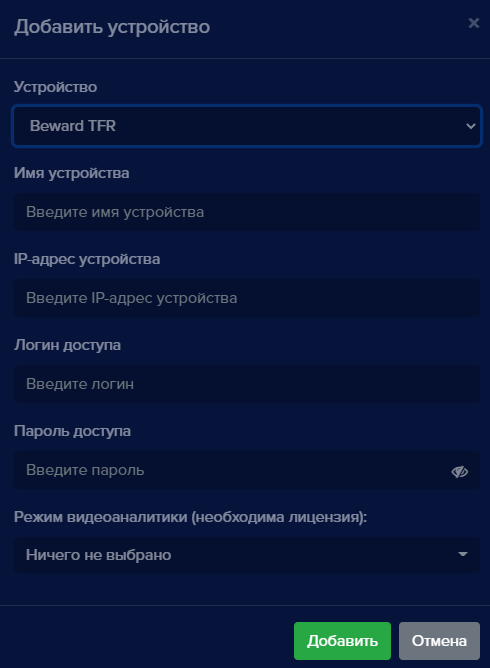 Добавить устройство
×
Устройство
Beward TFR
Имя устройства
Введите имя устройства
IP-адрес устройства
Введите IP-адрес устройства
Логин доступа
Введите логин
Пароль доступа
Введите пароль
Режим видеоаналитики (необходима лицензия):
Ничего не выбрано
Добавить
Отмена